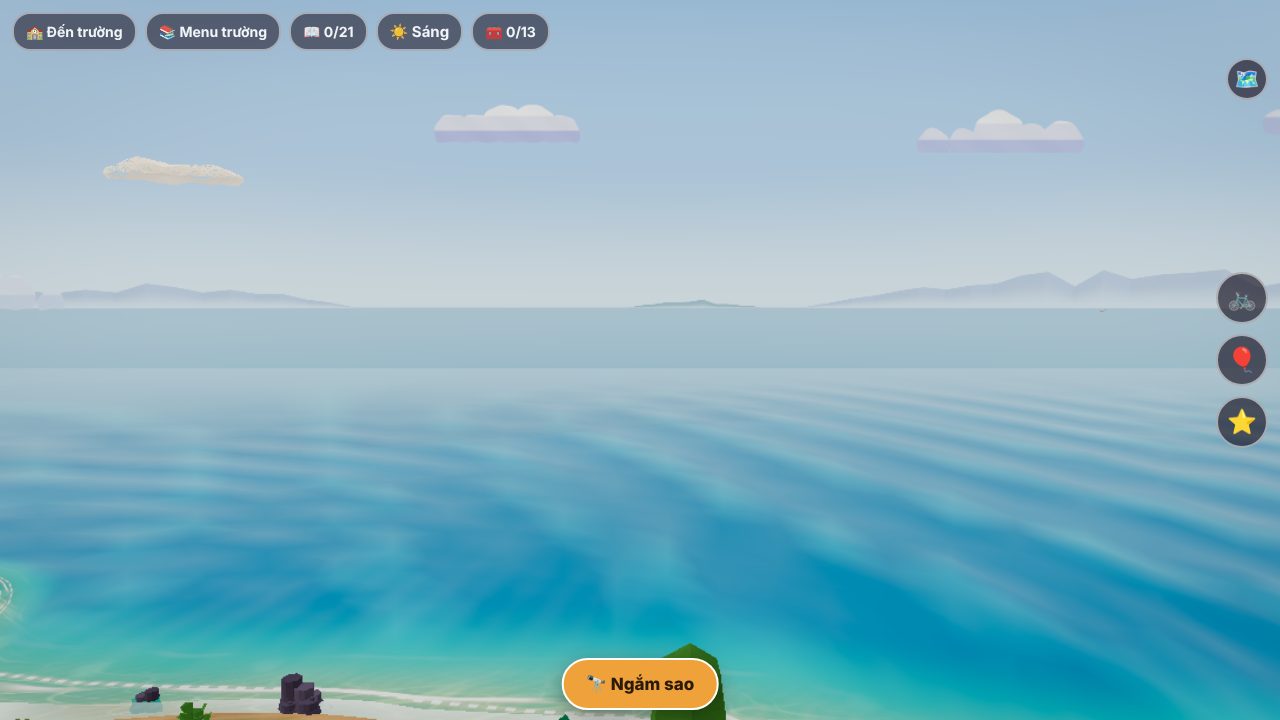 Đến trường
Menu trường
0/21
Sáng
0/13
Ngắm sao